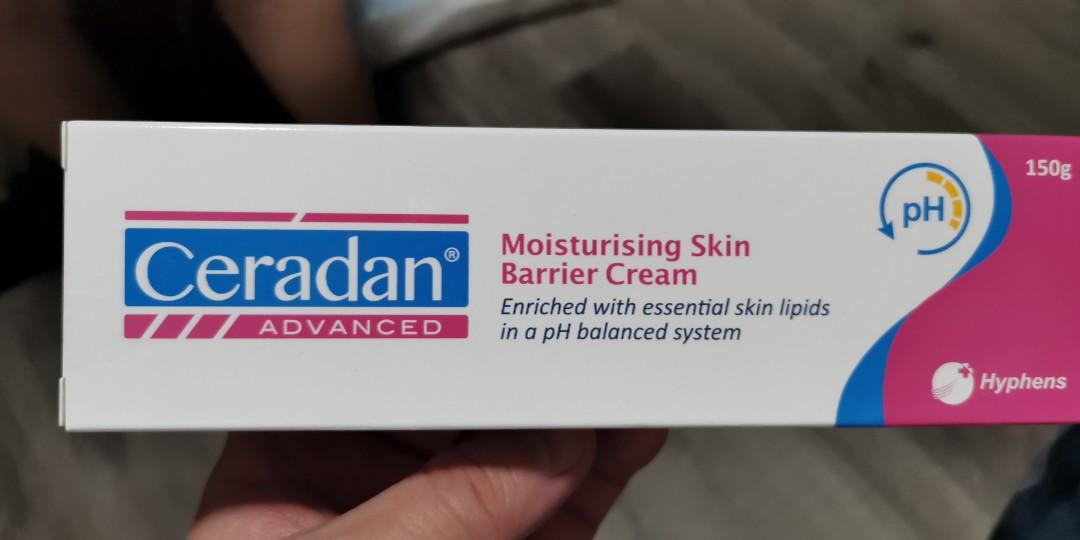 Ceradan®
ADVANCED
Moisturising Skin
Barrier Cream
Enriched with essential skin lipids
in a pH balanced system
pH
150g
Hyphens